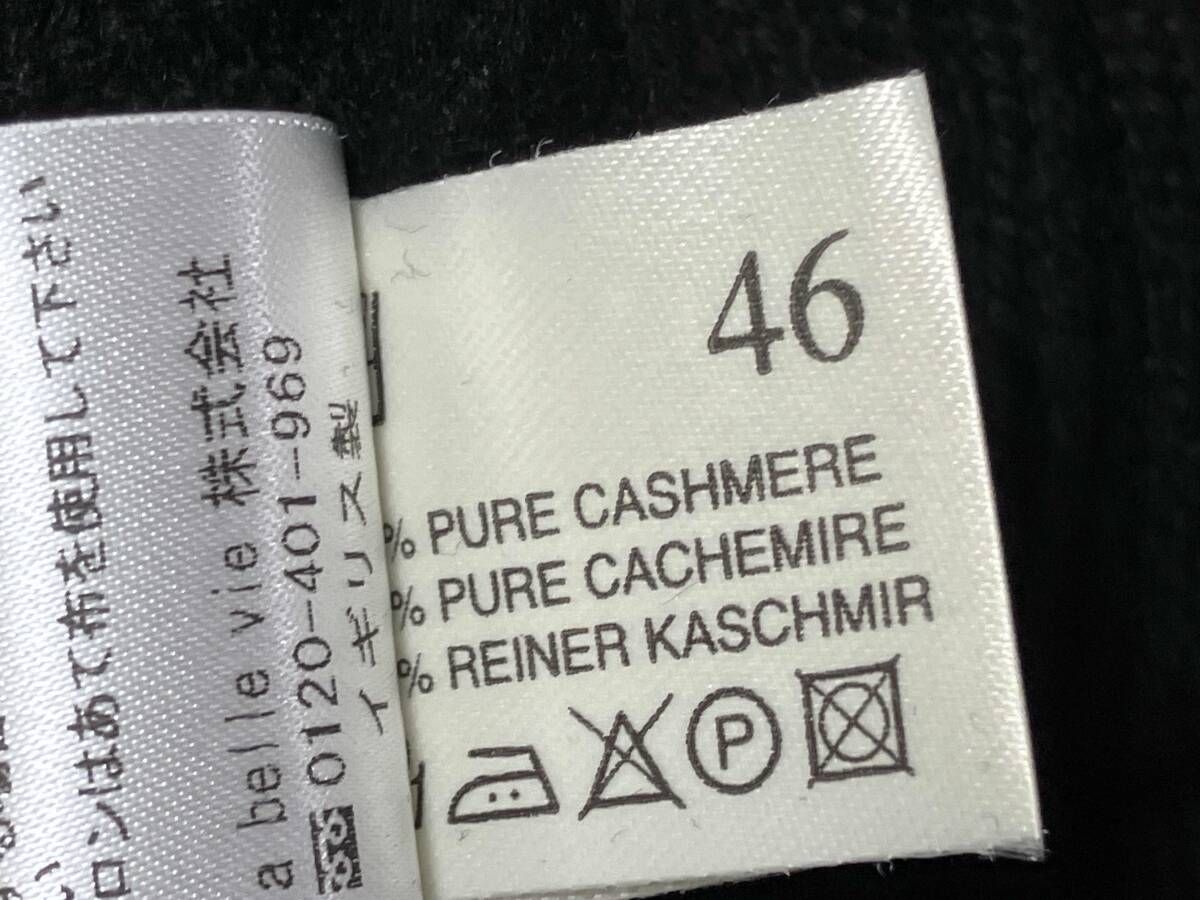 46
% PURE CASHMERE
% PURE CACHEMIRE
% REINER KASCHMIR
P
ロンはあて布を使用して下さい
a belle vie 株式会社
0120-401-969
イギリス製